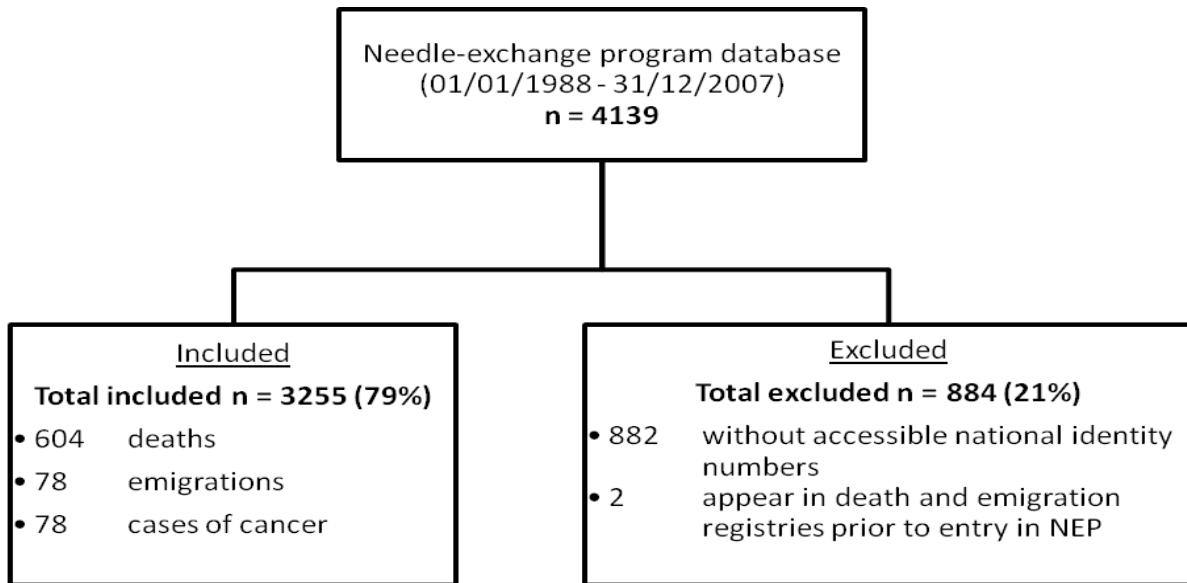 Needle-exchange program database
(01/01/1988 - 31/12/2007)
n = 4139
Included
Total included n = 3255 (79%)
• 604 deaths
• 78 emigrations
• 78 cases of cancer
Excluded
Total excluded n = 884 (21%)
• 882 without accessible national identity
numbers
• 2 appear in death and emigration
registries prior to entry in NEP